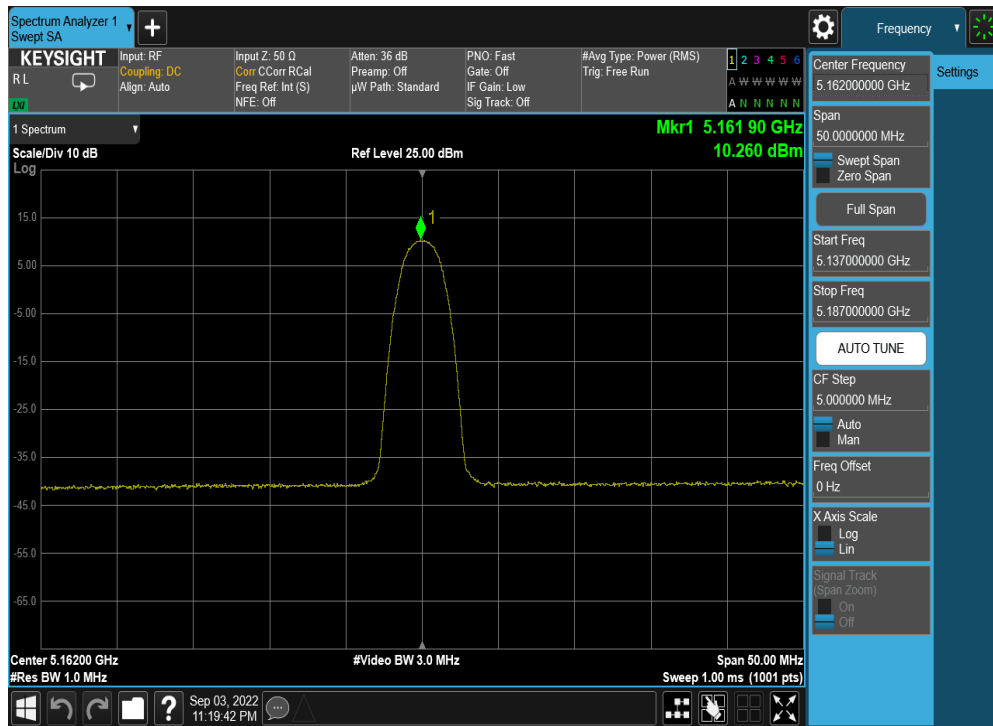 Spectrum Analyzer 1
Swept SA
Frequency
KEYSIGHT
R L
LXI
Input: RF
Coupling: DC
Align: Auto
Input Z: 50 Ω
Corr CCorr RCal
Freq Ref: Int (S)
NFE: Off
Atten: 36 dB
Preamp: Off
µW Path: Standard
PNO: Fast
Gate: Off
IF Gain: Low
Sig Track: Off
#Avg Type: Power (RMS)
Trig: Free Run
1 2 3 4 5 6
A W W W W W
A N N N N N
1 Spectrum
Scale/Div 10 dB
Log
Ref Level 25.00 dBm
Mkr1 5.161 90 GHz
10.260 dBm
1
15.0
5.00
-5.00
-15.0
-25.0
-35.0
-45.0
-55.0
-65.0
Center 5.16200 GHz
#Res BW 1.0 MHz
#Video BW 3.0 MHz
Span 50.00 MHz
Sweep 1.00 ms (1001 pts)
Center Frequency
5.162000000 GHz
Settings
Span
50.0000000 MHz
Swept Span
Zero Span
Full Span
Start Freq
5.137000000 GHz
Stop Freq
5.187000000 GHz
AUTO TUNE
CF Step
5.000000 MHz
Auto
Man
Freq Offset
0 Hz
X Axis Scale
Log
Lin
Signal Track
(Span Zoom)
On
Off
?
Sep 03, 2022
11:19:42 PM